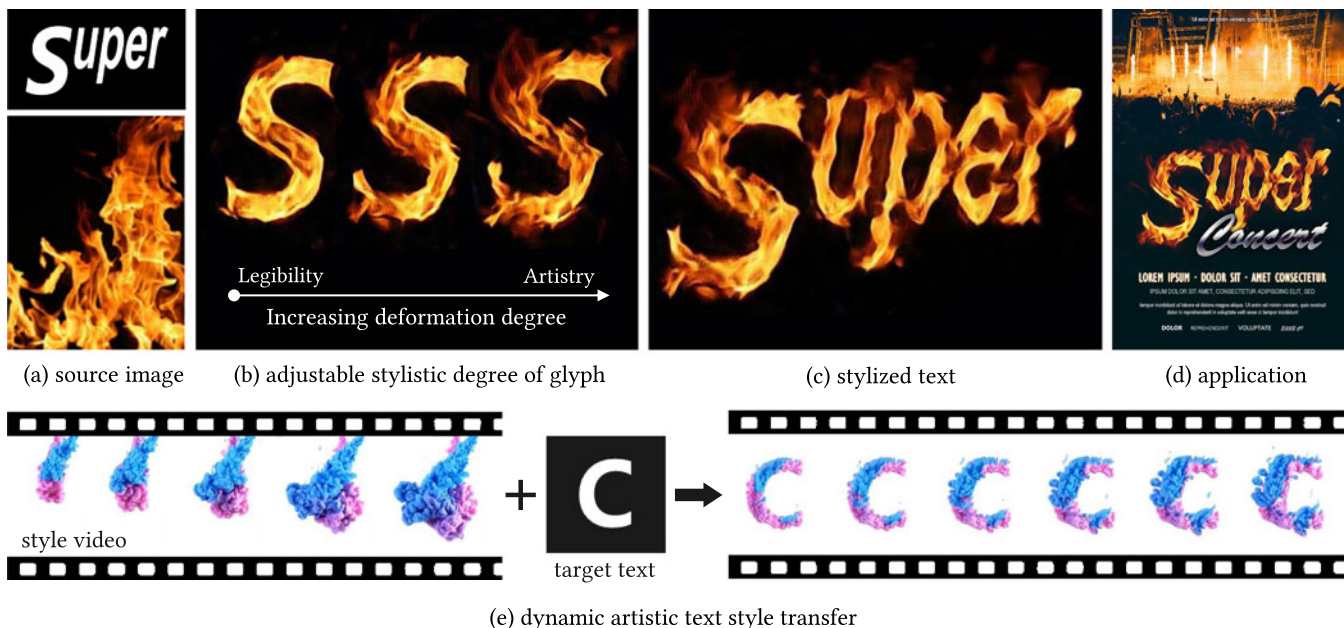 Super
Legibility
Artistry
Increasing deformation degree
S S S
Super
Super
Concert
LOREM IPSUM · DOLOR SIT · AMET CONSECTETUR
IPSUM DOLOR SIT AMET, CONSECTETUR ADIPISCING ELIT, SED
DOLOR REPREHENDERIT VOLUPTATE
(a) source image
(b) adjustable stylistic degree of glyph
(c) stylized text
(d) application
style video
+
C
target text
C C C C C C
(e) dynamic artistic text style transfer